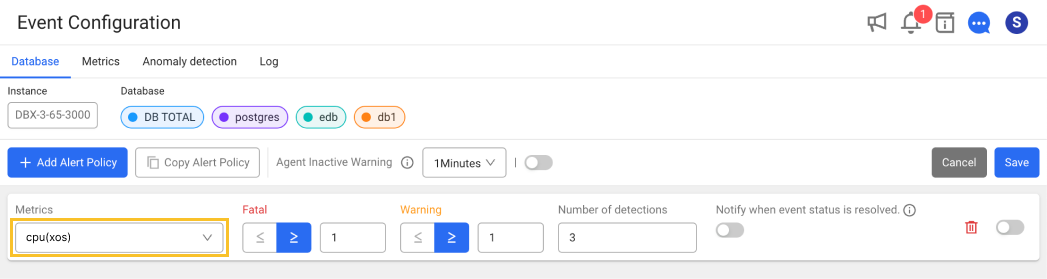 Event Configuration
1
S
Database Metrics Anomaly detection Log
Instance Database
DBX-3-65-3000 DB TOTAL postgres edb db1
+ Add Alert Policy Copy Alert Policy Agent Inactive Warning 1Minutes | Cancel Save
Metrics Fatal Warning Number of detections Notify when event status is resolved.
cpu(xos) ≤ ≥ 1 ≤ ≥ 1 3